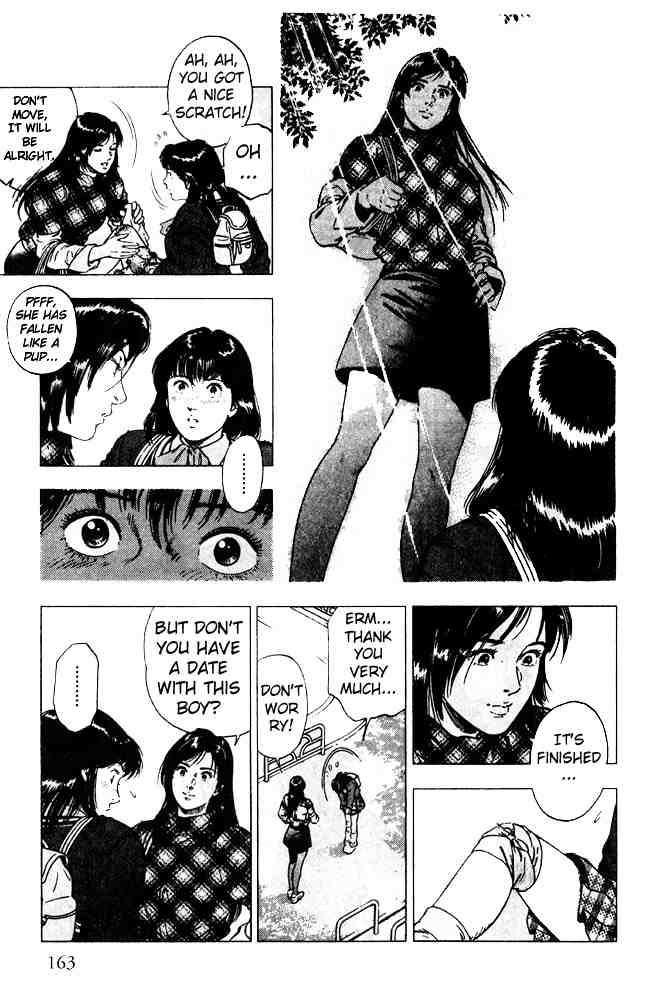 AH, AH,
YOU GOT
A NICE
SCRATCH!
DON'T
MOVE,
IT WILL
BE
ALRIGHT.
OH
...
PFFF,
SHE HAS
FALLEN
LIKE A
PUP...
........
IT'S
FINISHED
...
ERM...
THANK
YOU
VERY
MUCH...
DON'T
WOR
RY!
BUT DON'T
YOU HAVE
A DATE
WITH THIS
BOY?
........
163